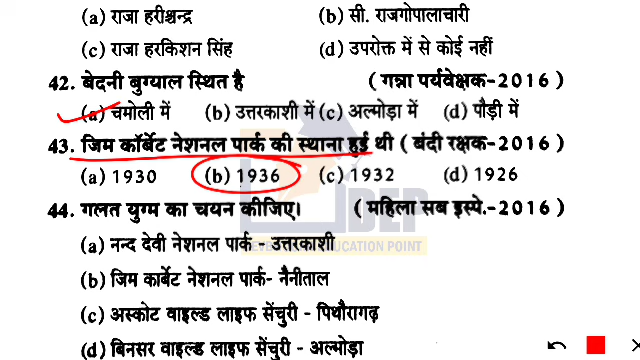 (a) राजा हरीश्चन्द्र (b) सी. राजगोपालाचारी
(c) राजा हरकिशन सिंह (d) उपरोक्त में से कोई नहीं
42. बेदनी बुग्याल स्थित है (गन्ना पर्यवेक्षक-2016)
(a) चमोली में (b) उत्तरकाशी में (c) अल्मोड़ा में (d) पौड़ी में
43. जिम कॉर्बेट नेशनल पार्क की स्थाना हुई थी (बंदी रक्षक-2016)
(a) 1930 (b) 1936 (c) 1932 (d) 1926
44. गलत युग्म का चयन कीजिए। (महिला सब इस्पे.-2016)
(a) नन्द देवी नेशनल पार्क - उत्तरकाशी
(b) जिम कार्बेट नेशनल पार्क- नैनीताल
(c) अस्कोट वाइल्ड लाइफ सेंचुरी - पिथौरागढ़
(d) बिनसर वाइल्ड लाइफ सेंचुरी - अल्मोड़ा